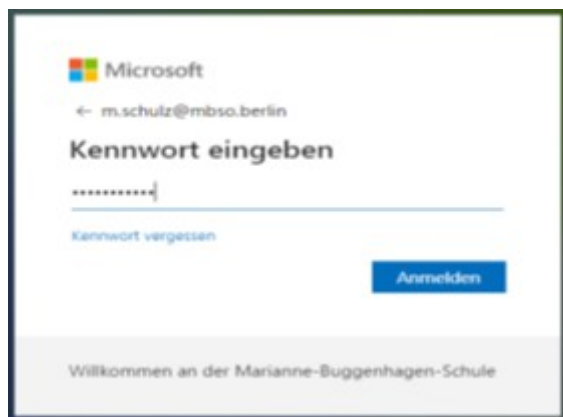 Microsoft
← m.schulz@mbso.berlin
Kennwort eingeben
•••••••••••
Kennwort vergessen
Anmelden
Willkommen an der Marianne-Buggenhagen-Schule